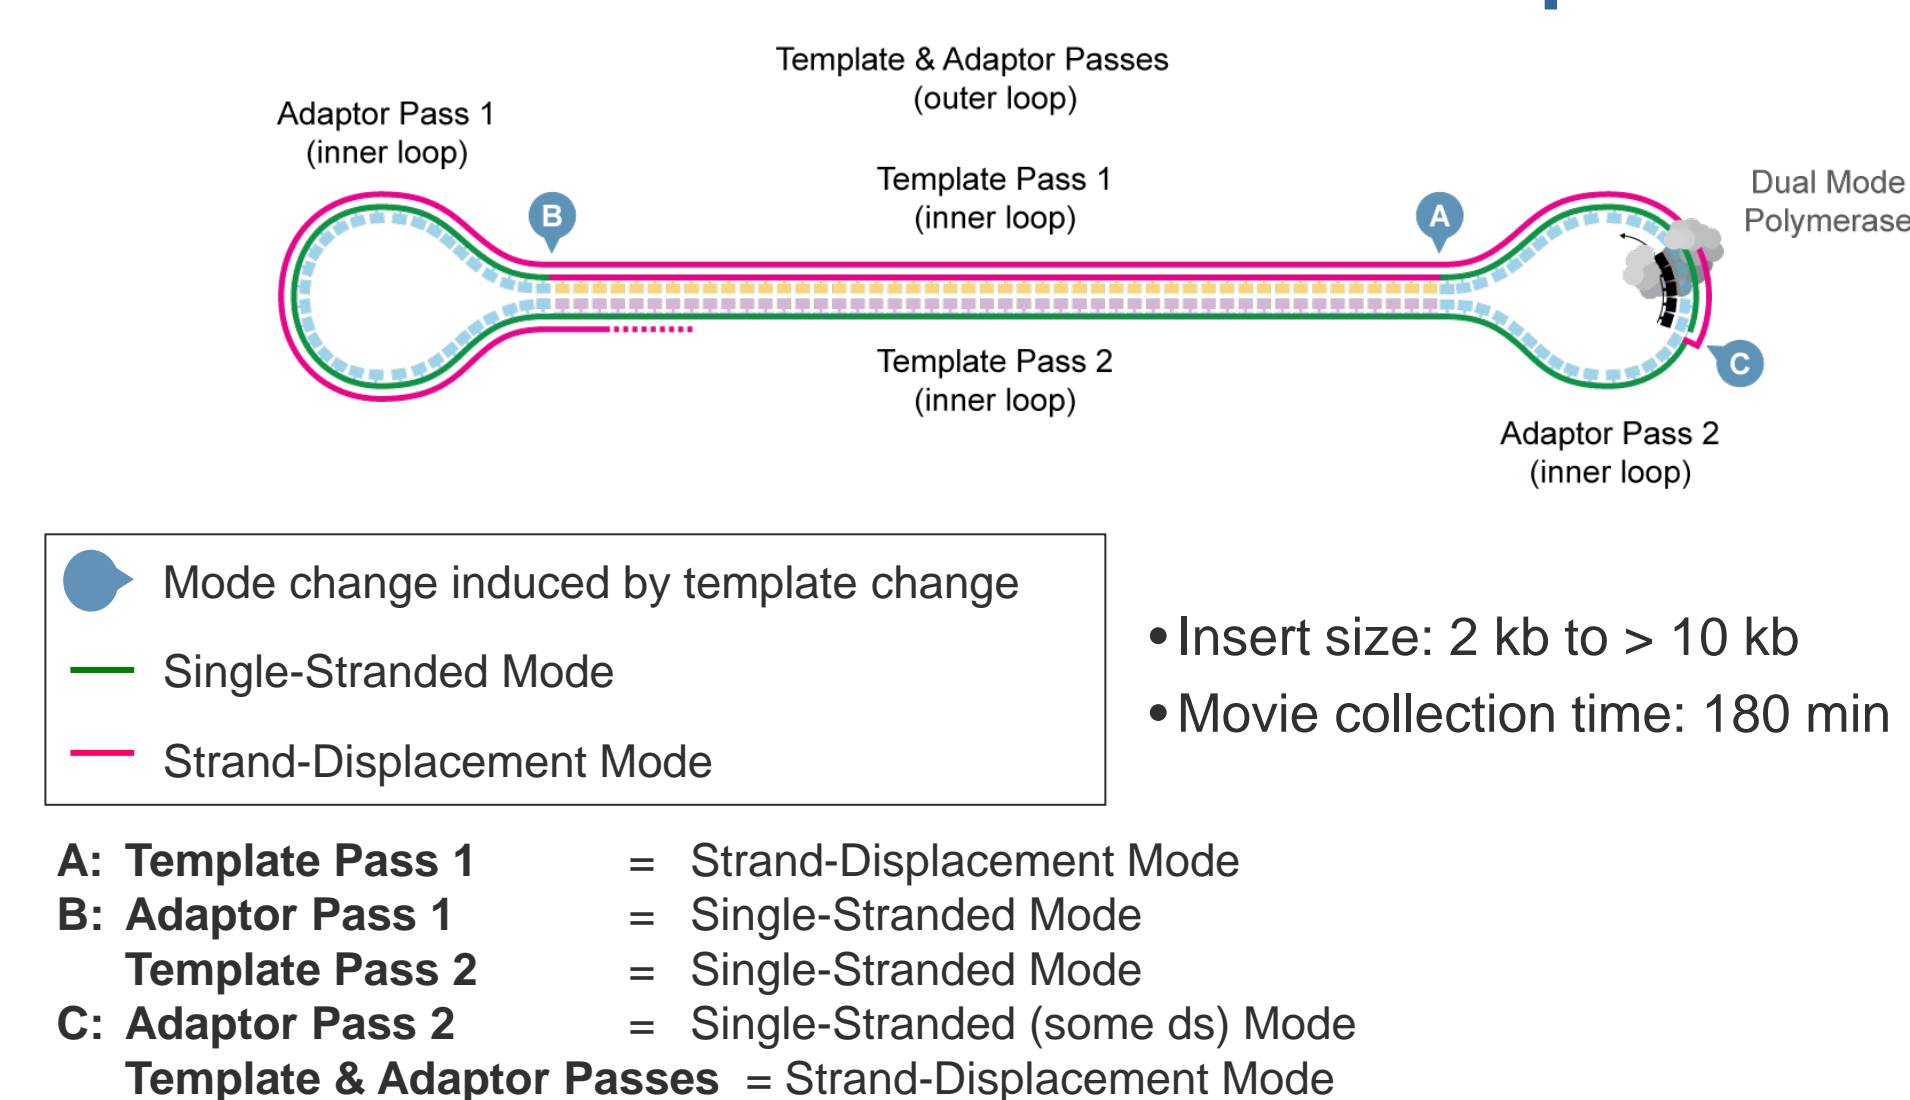 Template & Adaptor Passes
(outer loop)
Adaptor Pass 1
(inner loop)
Template Pass 1
(inner loop)
Dual Mode
Polymerase
B
A
C
Template Pass 2
(inner loop)
Adaptor Pass 2
(inner loop)
Mode change induced by template change
Single-Stranded Mode
Strand-Displacement Mode
• Insert size: 2 kb to > 10 kb
• Movie collection time: 180 min
A: Template Pass 1 = Strand-Displacement Mode
B: Adaptor Pass 1 = Single-Stranded Mode
Template Pass 2 = Single-Stranded Mode
C: Adaptor Pass 2 = Single-Stranded (some ds) Mode
Template & Adaptor Passes = Strand-Displacement Mode